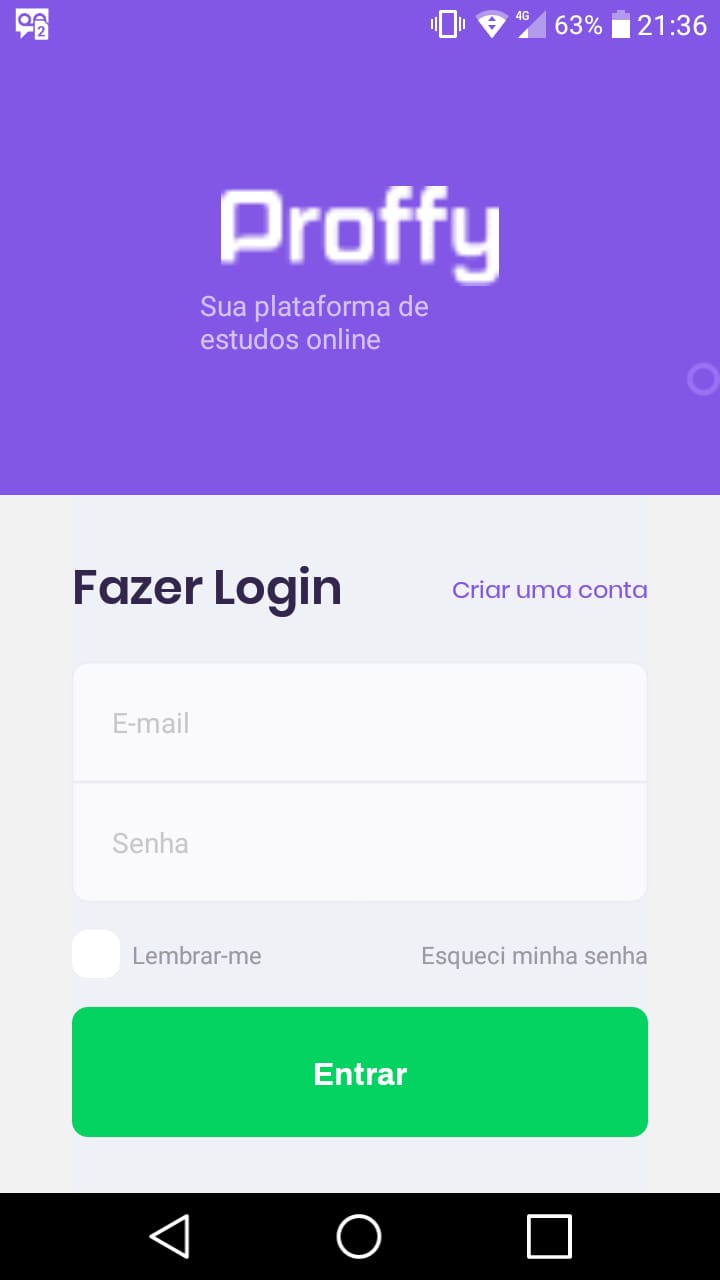 2
4G
63%
21:36
Proffy
Sua plataforma de
estudos online
Fazer Login
Criar uma conta
E-mail
Senha
Lembrar-me
Esqueci minha senha
Entrar